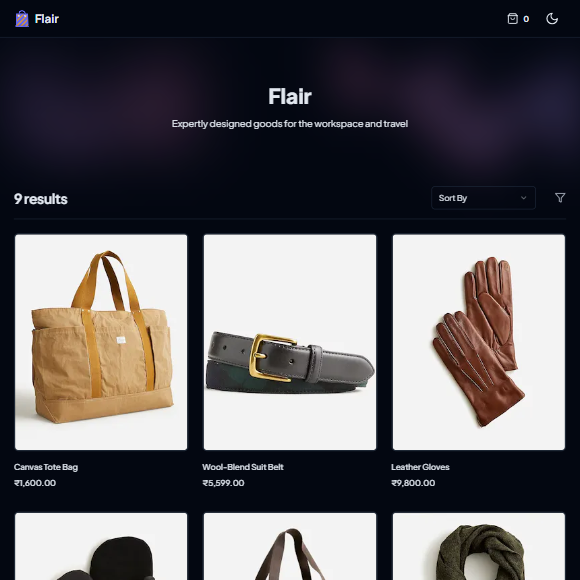 Flair
0
Flair
Expertly designed goods for the workspace and travel
9 results
Sort By
Canvas Tote Bag
₹1,600.00
Wool-Blend Suit Belt
₹5,599.00
Leather Gloves
₹9,800.00